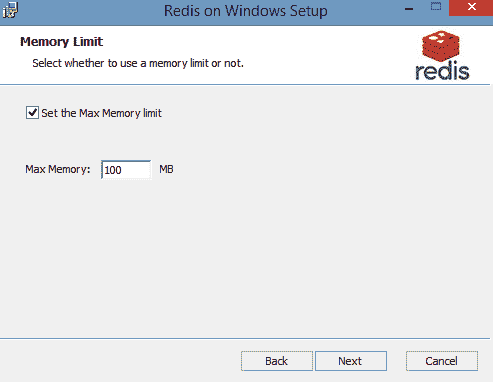 Redis on Windows Setup
Memory Limit
Select whether to use a memory limit or not.
redis
Set the Max Memory limit
Max Memory: 100 MB
Back Next Cancel